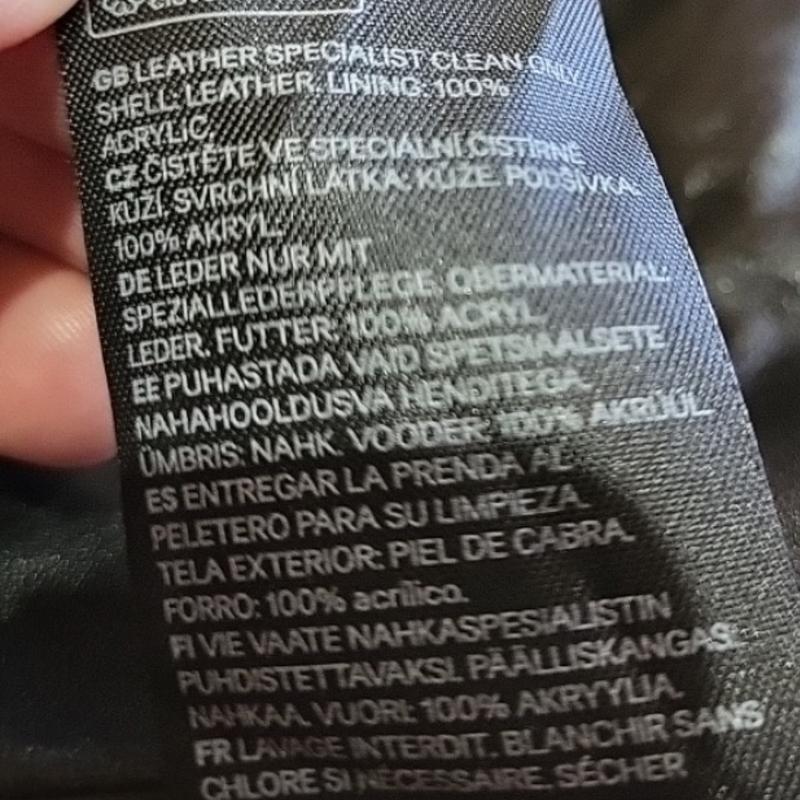 GB LEATHER SPECIALIST CLEAN ONLY.
SHELL: LEATHER. LINING: 100%
ACRYLIC.
CZ ČISTĚTE VE SPECIÁLNÍ ČISTÍRNĚ
KŮŽÍ. SVRCHNÍ LÁTKA: KŮŽE. PODŠÍVKA:
100% AKRYL.
DE LEDER NUR MIT
SPEZIALLEDERPFLEGE. OBERMATERIAL:
LEDER. FUTTER: 100% ACRYL.
EE PUHASTADA VAID SPETSIAALSETE
NAHAHOOLDUSVAHENDITEGA.
ÜMBRIS: NAHK. VOODER: 100% AKRÜÜL.
ES ENTREGAR LA PRENDA AL
PELETERO PARA SU LIMPIEZA.
TELA EXTERIOR: PIEL DE CABRA.
FORRO: 100% acrílico.
FI VIE VAATE NAHKASPESIALISTIN
PUHDISTETTAVAKSI. PÄÄLLISKANGAS:
NAHKAA. VUORI: 100% AKRYYLIA.
FR LAVAGE INTERDIT. BLANCHIR SANS
CHLORE SI NÉCESSAIRE, SÉCHER